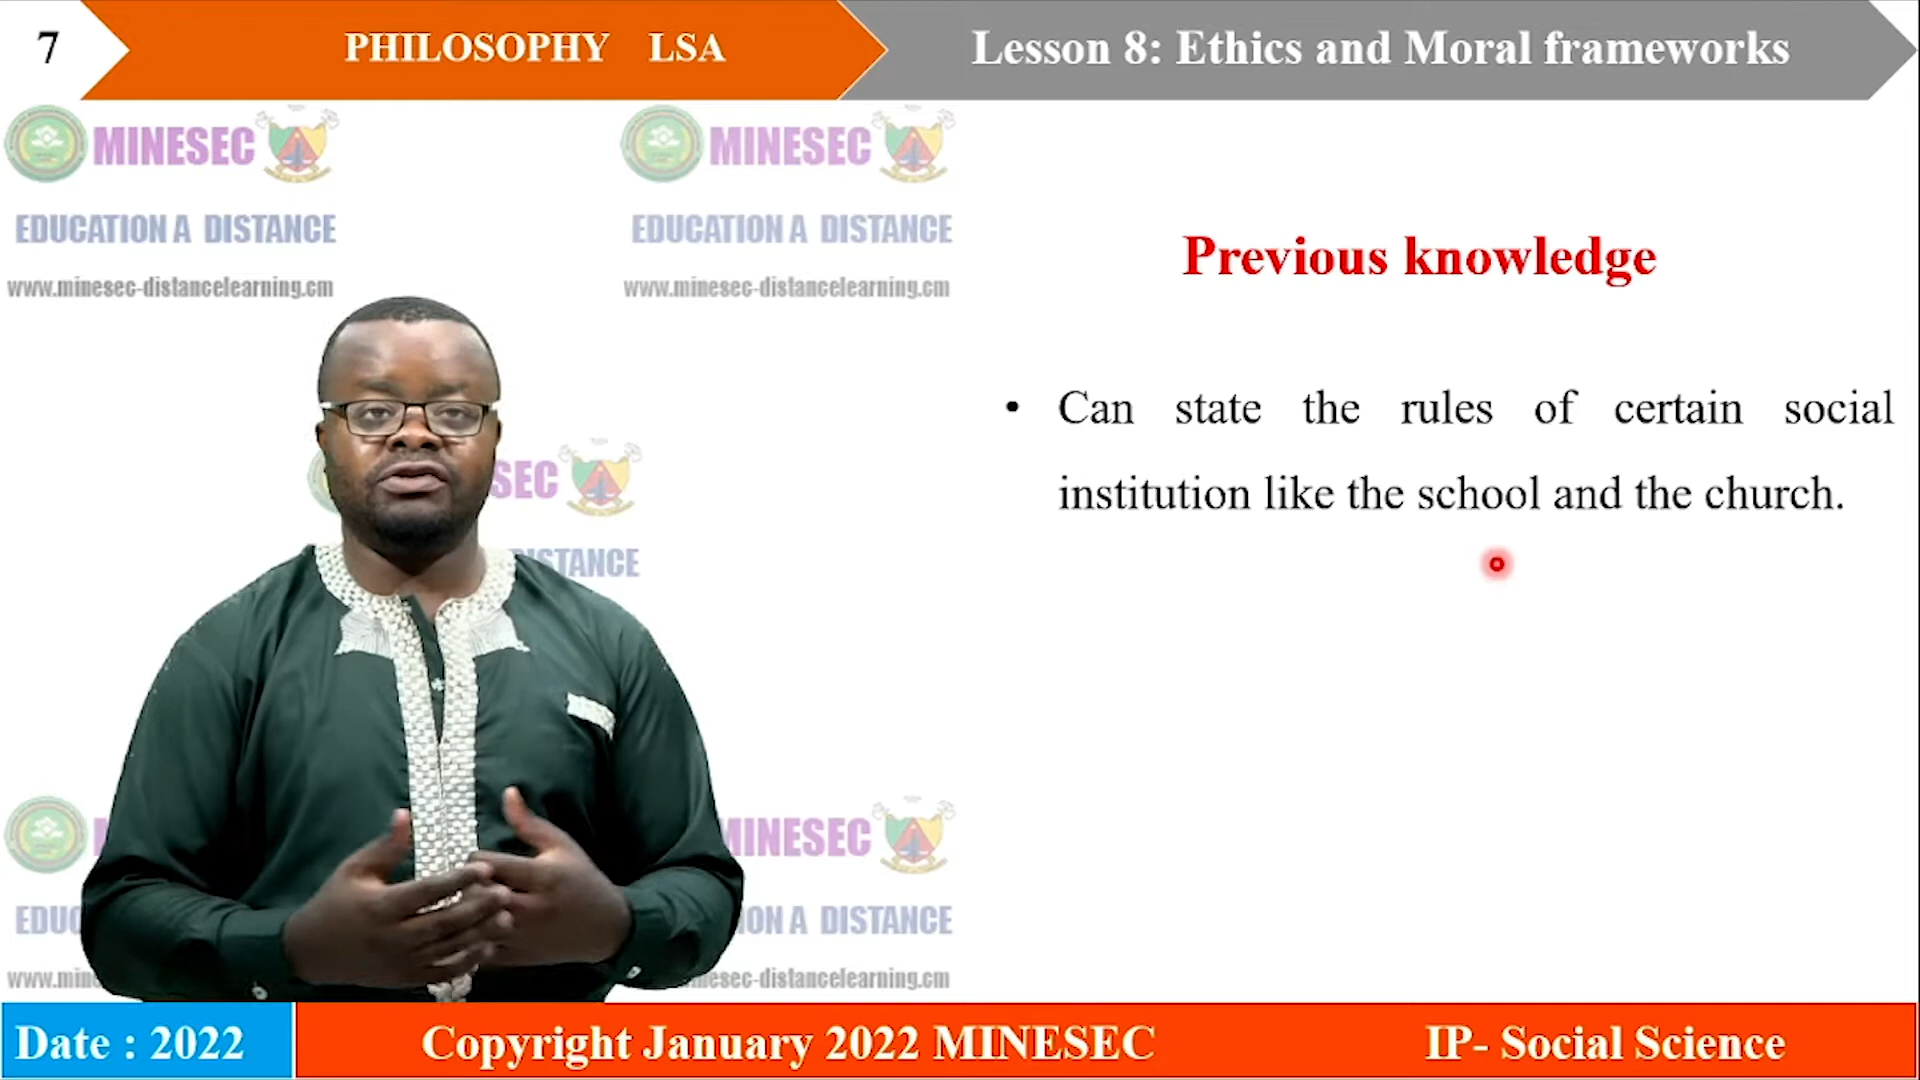 7
PHILOSOPHY LSA
Lesson 8: Ethics and Moral frameworks
MINESEC
EDUCATION A DISTANCE
www.minesec-distancelearning.cm
MINESEC
EDUCATION A DISTANCE
www.minesec-distancelearning.cm
Previous knowledge
• Can state the rules of certain social
institution like the school and the church.
SEC
ISTANCE
MINESEC
EDUC
ION A DISTANCE
www.min
nesec-distancelearning.cm
Date : 2022
Copyright January 2022 MINESEC
IP- Social Science